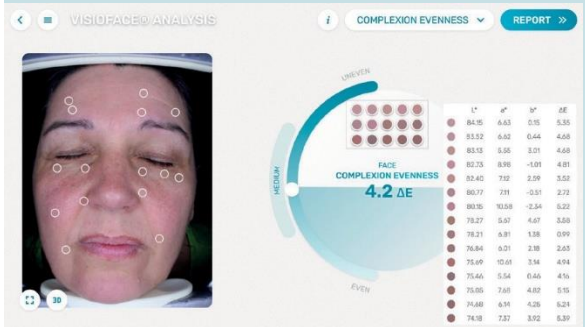 VISIOFACE® ANALYSIS
i
COMPLEXION EVENNESS
REPORT »
UNEVEN
MEDIUM
EVEN
FACE
COMPLEXION EVENNESS
4.2 ΔE
3D
L* a* b* ΔE
84.15 6.63 0.15 5.35
83.52 6.62 0.44 4.68
83.13 5.55 3.01 4.68
82.73 8.98 -1.01 4.81
82.40 7.12 2.59 3.52
80.77 7.11 -0.51 2.72
80.15 10.58 -2.34 6.22
78.27 5.67 4.67 3.58
78.21 6.81 1.38 0.99
76.84 6.01 2.18 2.63
75.69 10.61 3.14 4.94
75.46 5.54 0.46 4.16
75.05 7.65 4.82 5.15
74.68 6.14 4.26 5.24
74.18 7.37 3.92 5.39